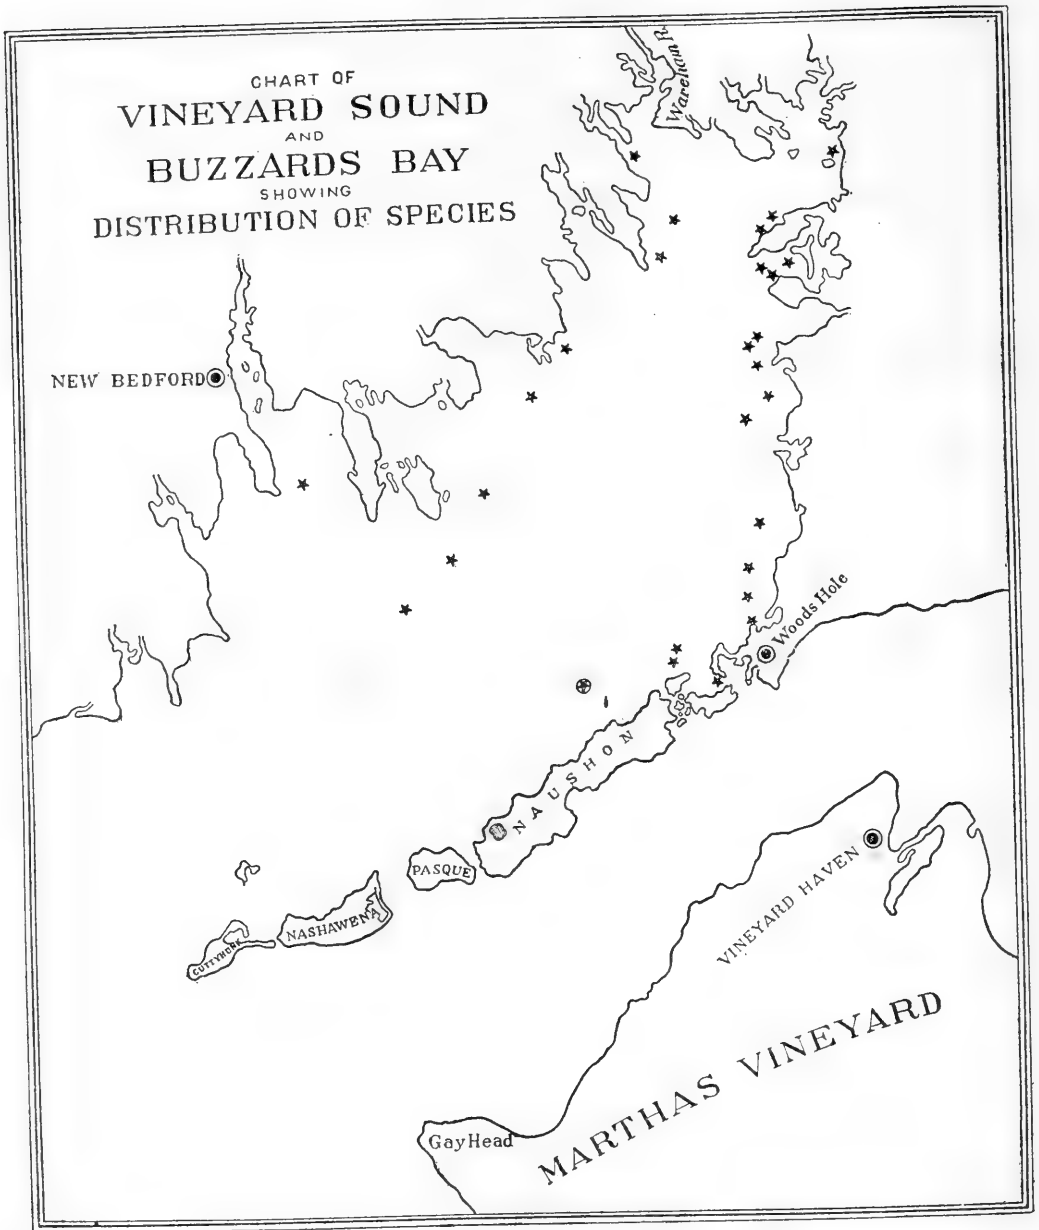 CHART OF
VINEYARD SOUND
AND
BUZZARDS BAY
SHOWING
DISTRIBUTION OF SPECIES
Wareham R.
NEW BEDFORD
Woods Hole
NAUSHON
PASQUE
NASHAWENA
CUTTYHUNK
VINEYARD HAVEN
MARTHAS VINEYARD
Gay Head